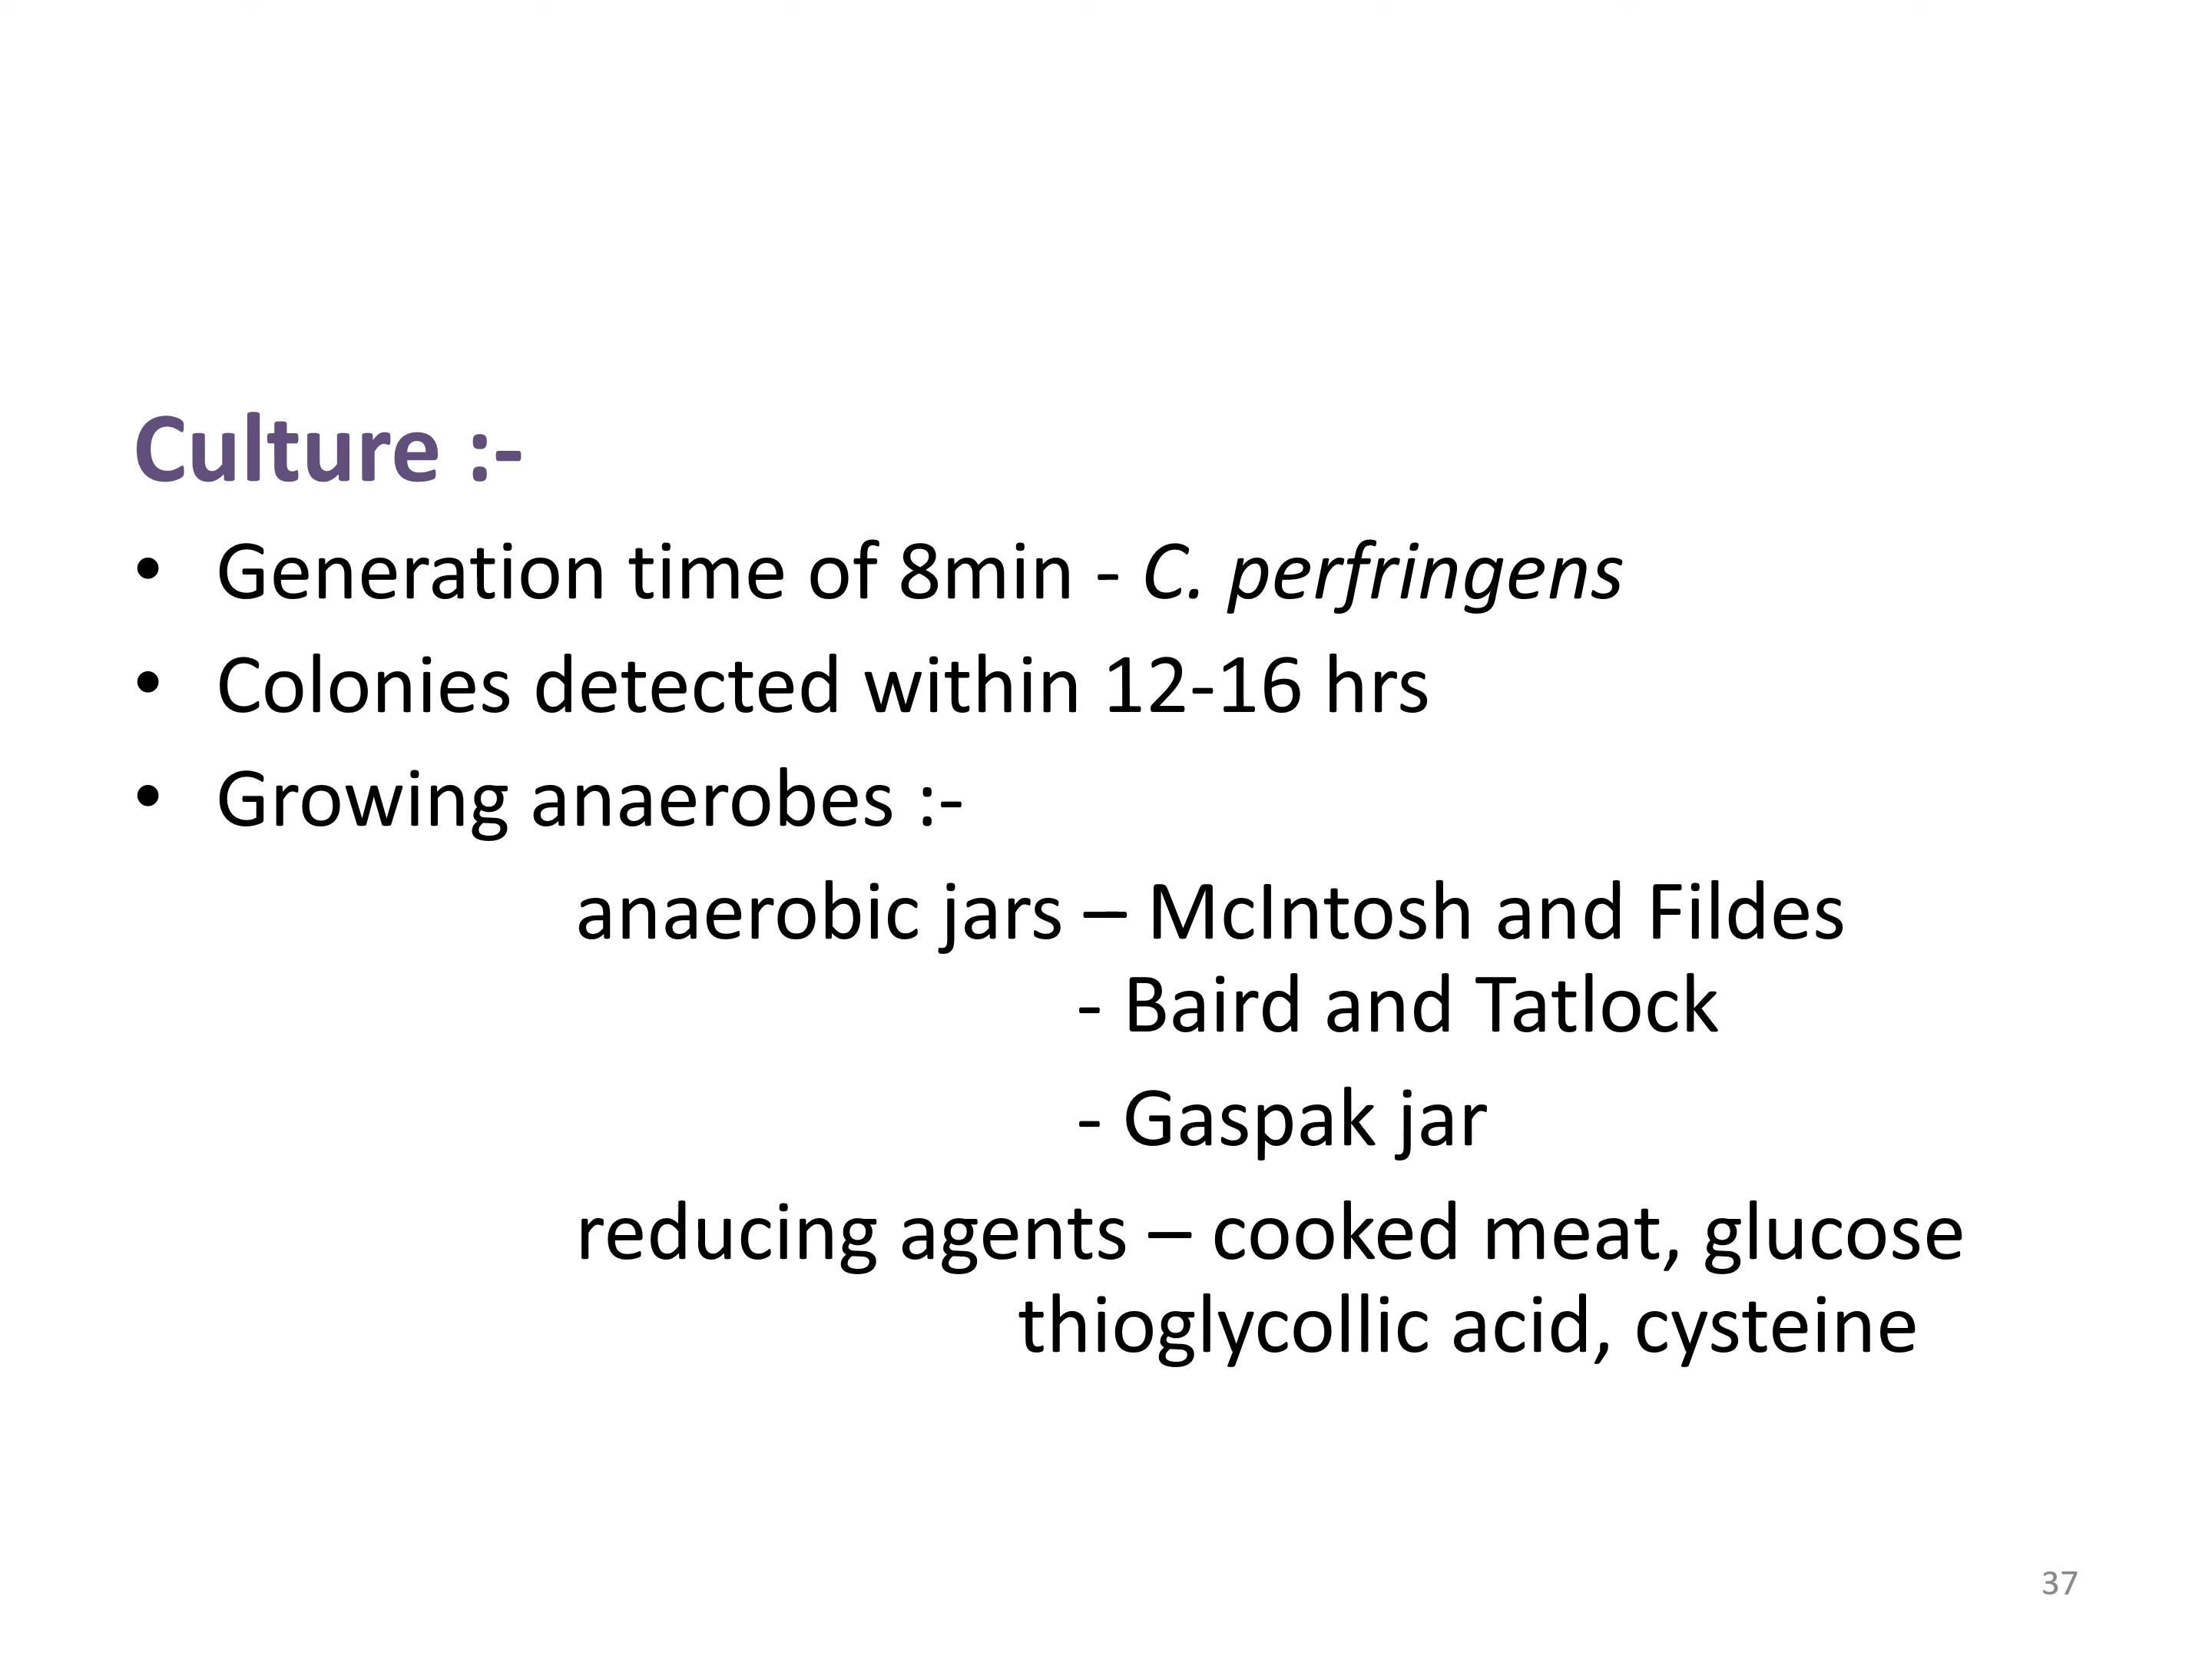 Culture :-
• Generation time of 8min - C. perfringens
• Colonies detected within 12-16 hrs
• Growing anaerobes :-
anaerobic jars – McIntosh and Fildes
- Baird and Tatlock
- Gaspak jar
reducing agents – cooked meat, glucose
thioglycollic acid, cysteine
37